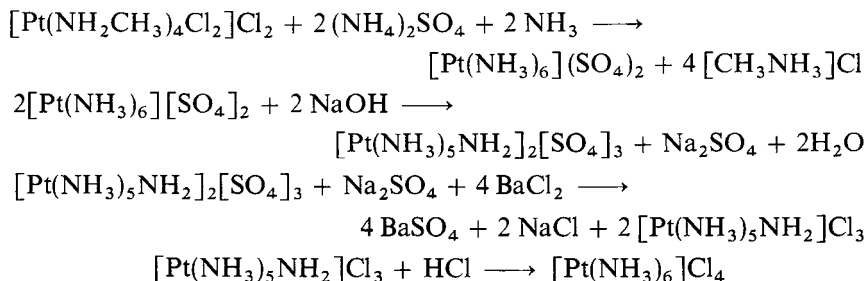 [Pt(NH₂CH₃)₄Cl₂]Cl₂ + 2 (NH₄)₂SO₄ + 2 NH₃ ⟶
[Pt(NH₃)₆](SO₄)₂ + 4 [CH₃NH₃]Cl
2[Pt(NH₃)₆][SO₄]₂ + 2 NaOH ⟶
[Pt(NH₃)₅NH₂]₂[SO₄]₃ + Na₂SO₄ + 2H₂O
[Pt(NH₃)₅NH₂]₂[SO₄]₃ + Na₂SO₄ + 4 BaCl₂ ⟶
4 BaSO₄ + 2 NaCl + 2 [Pt(NH₃)₅NH₂]Cl₃
[Pt(NH₃)₅NH₂]Cl₃ + HCl ⟶ [Pt(NH₃)₆]Cl₄